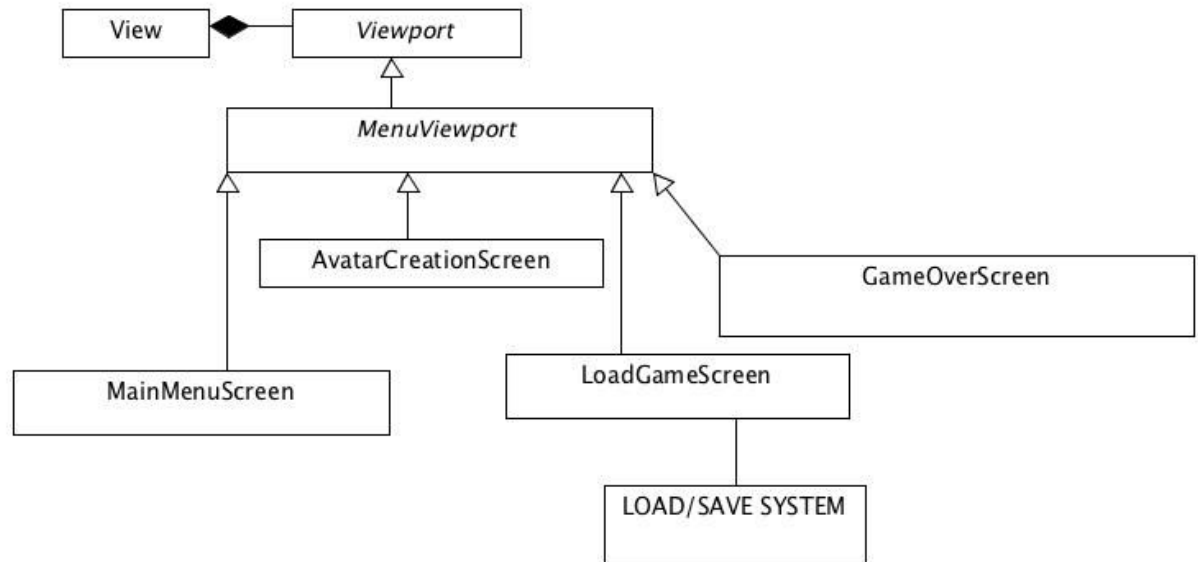 View
Viewport
MenuViewport
AvatarCreationScreen
GameOverScreen
MainMenuScreen
LoadGameScreen
LOAD/SAVE SYSTEM